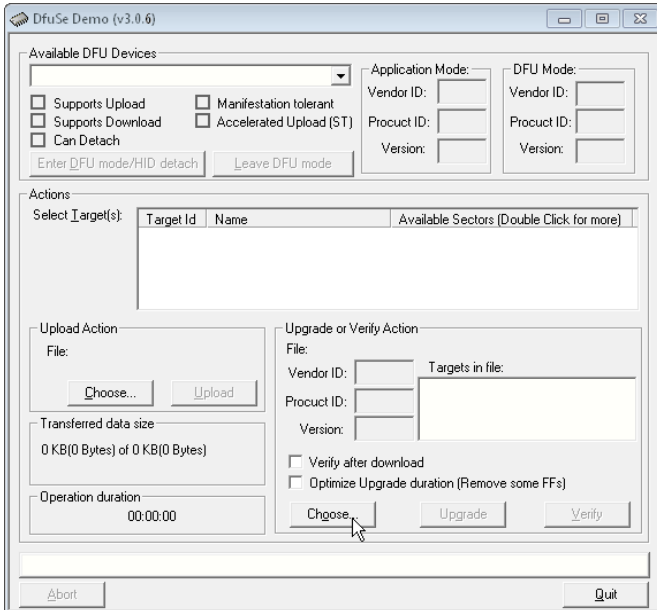 DfuSe Demo (v3.0.6)
Available DFU Devices
Application Mode:
DFU Mode:
Vendor ID:
Vendor ID:
Supports Upload
Manifestation tolerant
Supports Download
Accelerated Upload (ST)
Procuct ID:
Procuct ID:
Can Detach
Version:
Version:
Enter DFU mode/HID detach
Leave DFU mode
Actions
Select Target(s):
Target Id Name Available Sectors (Double Click for more)
Upload Action
File:
Choose...
Upload
Transferred data size
0 KB(0 Bytes) of 0 KB(0 Bytes)
Operation duration
00:00:00
Upgrade or Verify Action
File:
Vendor ID:
Targets in file:
Procuct ID:
Version:
Verify after download
Optimize Upgrade duration (Remove some FFs)
Choose...
Upgrade
Verify
Abort
Quit